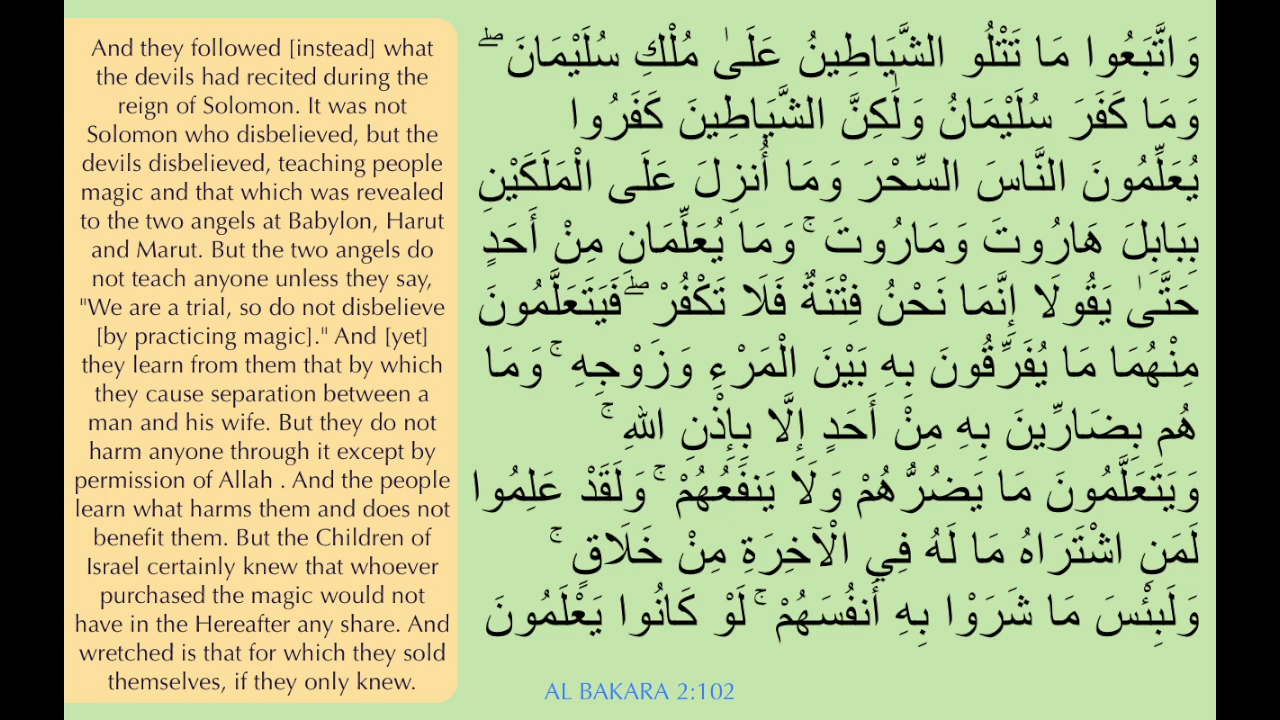 And they followed [instead] what
the devils had recited during the
reign of Solomon. It was not
Solomon who disbelieved, but the
devils disbelieved, teaching people
magic and that which was revealed
to the two angels at Babylon, Harut
and Marut. But the two angels do
not teach anyone unless they say,
"We are a trial, so do not disbelieve
[by practicing magic]." And [yet]
they learn from them that by which
they cause separation between a
man and his wife. But they do not
harm anyone through it except by
permission of Allah . And the people
learn what harms them and does not
benefit them. But the Children of
Israel certainly knew that whoever
purchased the magic would not
have in the Hereafter any share. And
wretched is that for which they sold
themselves, if they only knew.
وَاتَّبَعُوا مَا تَتْلُو الشَّيَاطِينُ عَلَىٰ مُلْكِ سُلَيْمَانَ ۖ
وَمَا كَفَرَ سُلَيْمَانُ وَلَٰكِنَّ الشَّيَاطِينَ كَفَرُوا
يُعَلِّمُونَ النَّاسَ السِّحْرَ وَمَا أُنزِلَ عَلَى الْمَلَكَيْنِ
بِبَابِلَ هَارُوتَ وَمَارُوتَ ۚ وَمَا يُعَلِّمَانِ مِنْ أَحَدٍ
حَتَّىٰ يَقُولَا إِنَّمَا نَحْنُ فِتْنَةٌ فَلَا تَكْفُرْ ۖ فَيَتَعَلَّمُونَ
مِنْهُمَا مَا يُفَرِّقُونَ بِهِ بَيْنَ الْمَرْءِ وَزَوْجِهِ ۚ وَمَا
هُم بِضَارِّينَ بِهِ مِنْ أَحَدٍ إِلَّا بِإِذْنِ اللهِ ۚ
وَيَتَعَلَّمُونَ مَا يَضُرُّهُمْ وَلَا يَنفَعُهُمْ ۚ وَلَقَدْ عَلِمُوا
لَمَنِ اشْتَرَاهُ مَا لَهُ فِي الْآخِرَةِ مِنْ خَلَاقٍ ۚ
وَلَبِئْسَ مَا شَرَوْا بِهِ أَنفُسَهُمْ ۚ لَوْ كَانُوا يَعْلَمُونَ
AL BAKARA 2:102